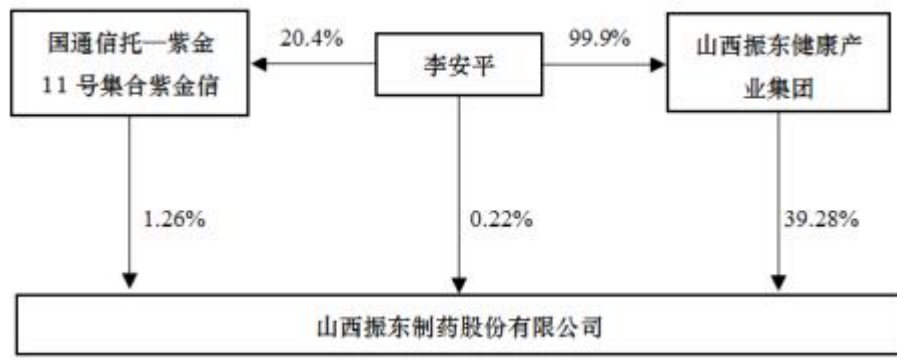 国通信托—紫金
11 号集合紫金信
20.4%
李安平
99.9%
山西振东健康产
业集团
1.26%
0.22%
39.28%
山西振东制药股份有限公司